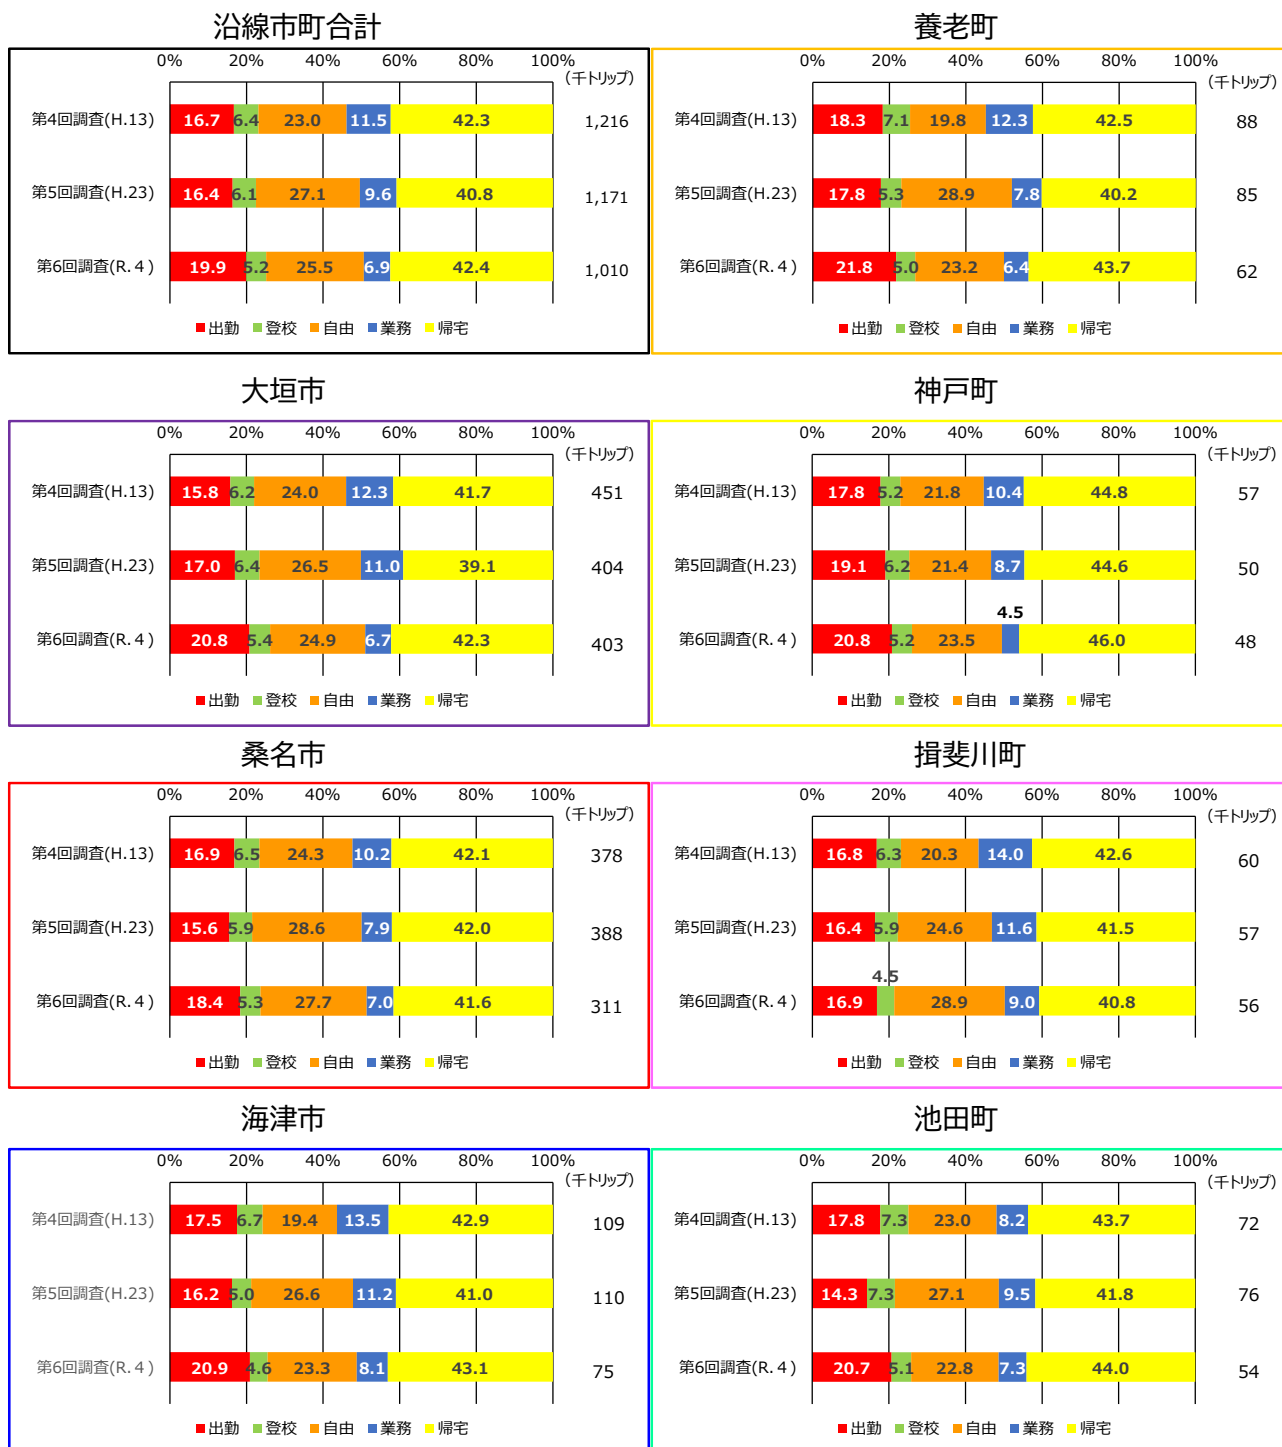 沿線市町合計
0% 20% 40% 60% 80% 100%
(千トリップ)
第4回調査(H.13) 16.7 6.4 23.0 11.5 42.3 1,216
第5回調査(H.23) 16.4 6.1 27.1 9.6 40.8 1,171
第6回調査(R.4) 19.9 5.2 25.5 6.9 42.4 1,010
出勤 登校 自由 業務 帰宅
養老町
0% 20% 40% 60% 80% 100%
(千トリップ)
第4回調査(H.13) 18.3 7.1 19.8 12.3 42.5 88
第5回調査(H.23) 17.8 5.3 28.9 7.8 40.2 85
第6回調査(R.4) 21.8 5.0 23.2 6.4 43.7 62
出勤 登校 自由 業務 帰宅
大垣市
0% 20% 40% 60% 80% 100%
(千トリップ)
第4回調査(H.13) 15.8 6.2 24.0 12.3 41.7 451
第5回調査(H.23) 17.0 6.4 26.5 11.0 39.1 404
第6回調査(R.4) 20.8 5.4 24.9 6.7 42.3 403
出勤 登校 自由 業務 帰宅
神戸町
0% 20% 40% 60% 80% 100%
(千トリップ)
第4回調査(H.13) 17.8 5.2 21.8 10.4 44.8 57
第5回調査(H.23) 19.1 6.2 21.4 8.7 44.6 50
4.5
第6回調査(R.4) 20.8 5.2 23.5 46.0 48
出勤 登校 自由 業務 帰宅
桑名市
0% 20% 40% 60% 80% 100%
(千トリップ)
第4回調査(H.13) 16.9 6.5 24.3 10.2 42.1 378
第5回調査(H.23) 15.6 5.9 28.6 7.9 42.0 388
第6回調査(R.4) 18.4 5.3 27.7 7.0 41.6 311
出勤 登校 自由 業務 帰宅
揖斐川町
0% 20% 40% 60% 80% 100%
(千トリップ)
第4回調査(H.13) 16.8 6.3 20.3 14.0 42.6 60
第5回調査(H.23) 16.4 5.9 24.6 11.6 41.5 57
4.5
第6回調査(R.4) 16.9 28.9 9.0 40.8 56
出勤 登校 自由 業務 帰宅
海津市
0% 20% 40% 60% 80% 100%
(千トリップ)
第4回調査(H.13) 17.5 6.7 19.4 13.5 42.9 109
第5回調査(H.23) 16.2 5.0 26.6 11.2 41.0 110
第6回調査(R.4) 20.9 4.6 23.3 8.1 43.1 75
出勤 登校 自由 業務 帰宅
池田町
0% 20% 40% 60% 80% 100%
(千トリップ)
第4回調査(H.13) 17.8 7.3 23.0 8.2 43.7 72
第5回調査(H.23) 14.3 7.3 27.1 9.5 41.8 76
第6回調査(R.4) 20.7 5.1 22.8 7.3 44.0 54
出勤 登校 自由 業務 帰宅